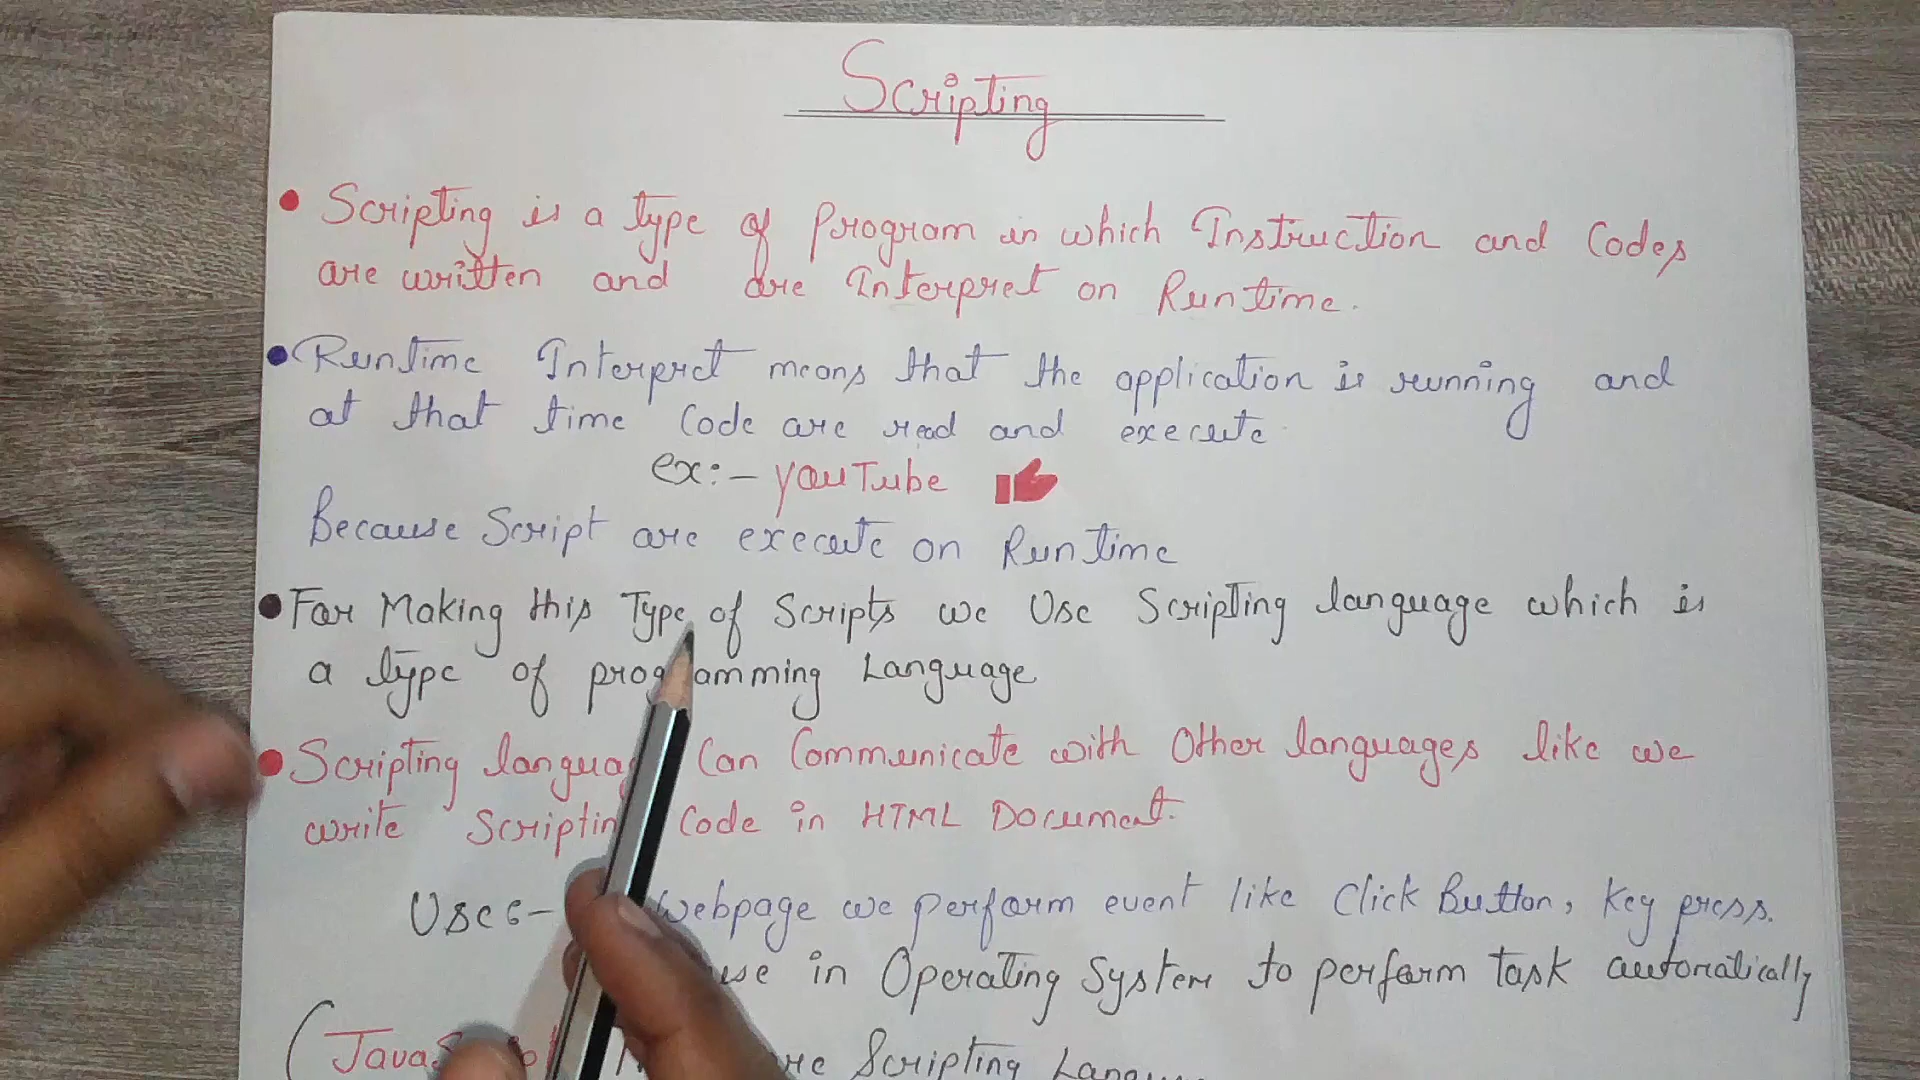 Scripting
Scripting is a type of Program in which Instruction and Codes
are written and are Interpret on Runtime.
Runtime Interpret means that the application is running and
at that time Code are read and execute
ex:- YouTube
Because Script are execute on Runtime
For Making this Type of Scripts we Use Scripting language which is
a type of programming Language
Scripting language Can Communicate with Other languages like we
write Scripting Code in HTML Document.
Uses- Webpage we perform event like Click Button, Key press.
use in Operating System to perform task automatically
(JavaScript are Scripting